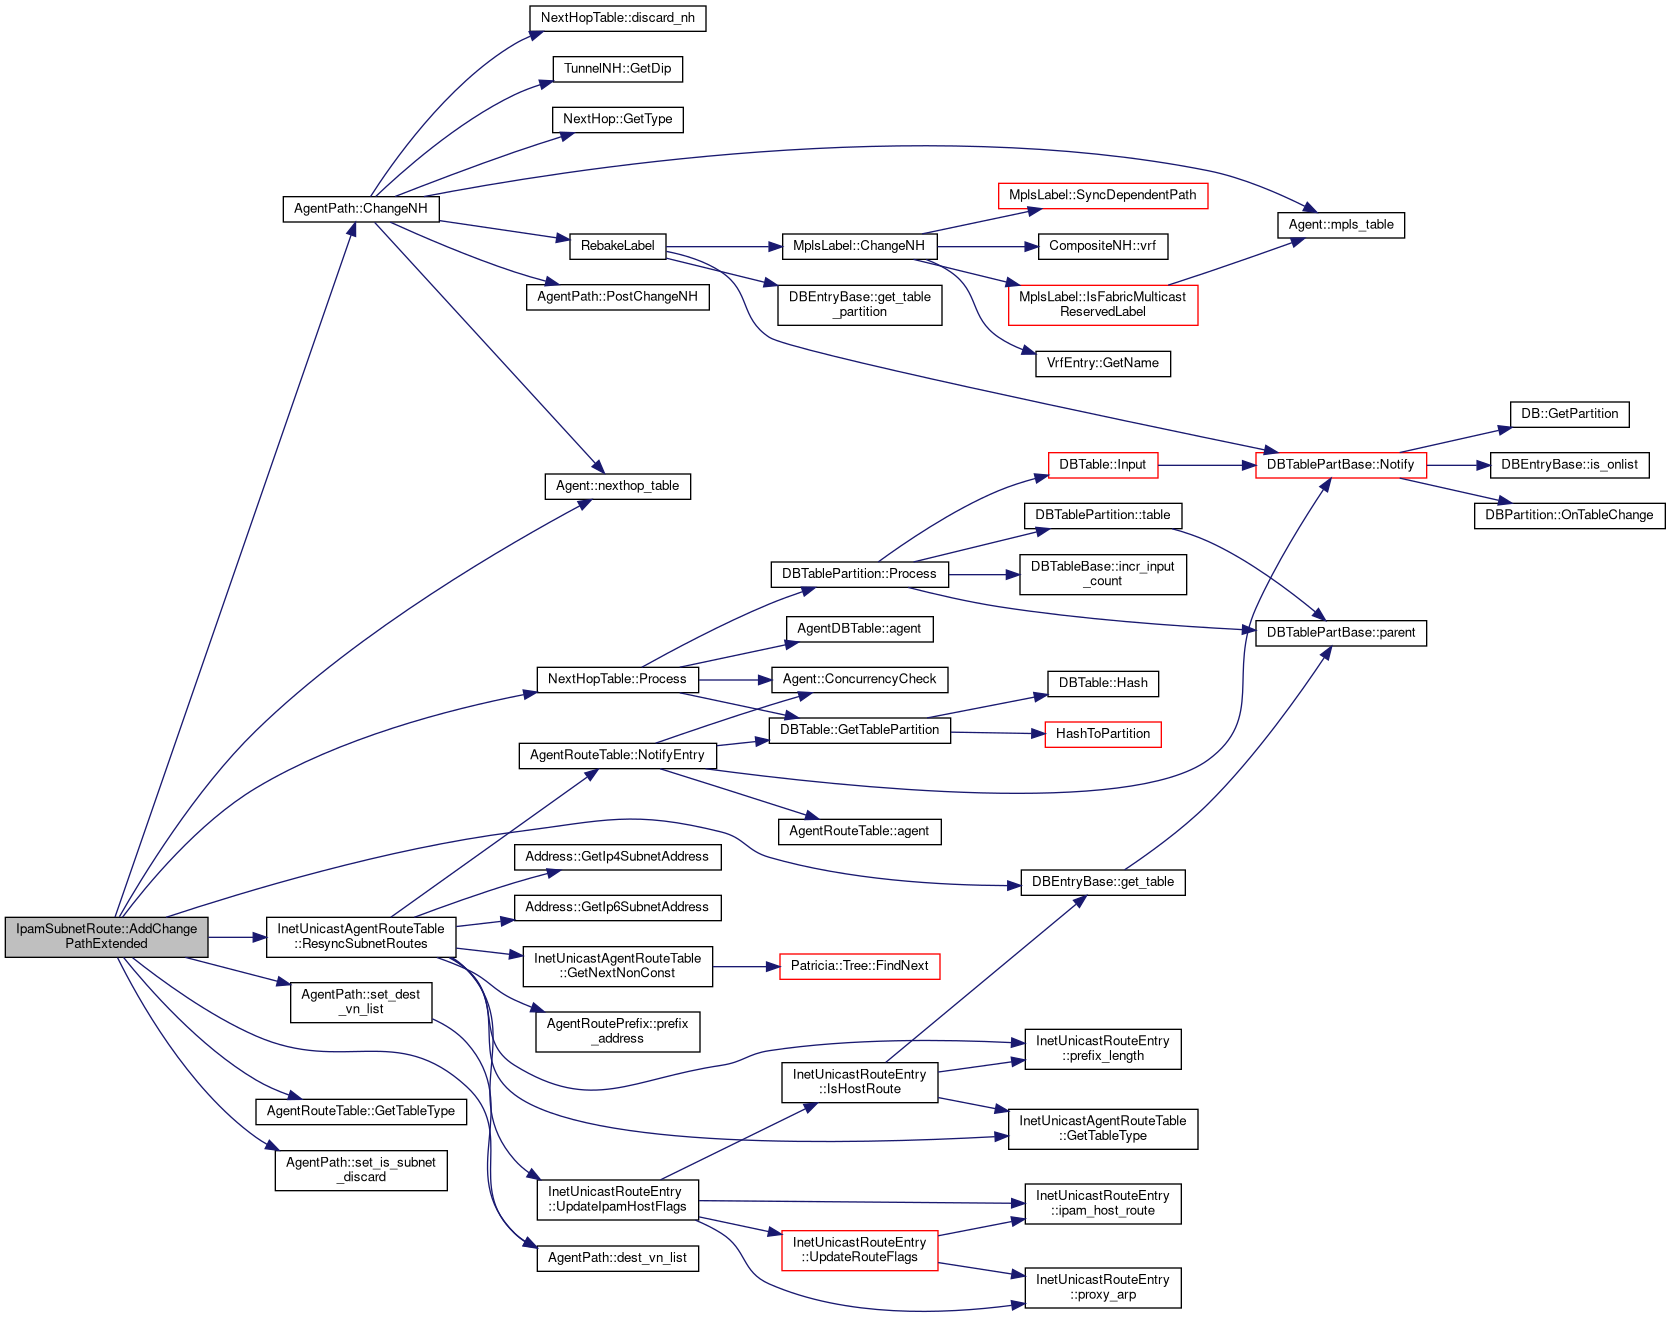 NextHopTable::discard_nh
TunnelNH::GetDip
NextHop::GetType
AgentPath::ChangeNH
MplsLabel::SyncDependentPath
Agent::mpls_table
RebakeLabel
MplsLabel::ChangeNH
CompositeNH::vrf
AgentPath::PostChangeNH
DBEntryBase::get_table
_partition
MplsLabel::IsFabricMulticast
ReservedLabel
VrfEntry::GetName
DB::GetPartition
DBTable::Input
DBTablePartBase::Notify
DBEntryBase::is_onlist
Agent::nexthop_table
DBTablePartition::table
DBPartition::OnTableChange
DBTablePartition::Process
DBTableBase::incr_input
_count
AgentDBTable::agent
DBTablePartBase::parent
NextHopTable::Process
Agent::ConcurrencyCheck
DBTable::Hash
DBTable::GetTablePartition
HashToPartition
AgentRouteTable::NotifyEntry
AgentRouteTable::agent
Address::GetIp4SubnetAddress
DBEntryBase::get_table
Address::GetIp6SubnetAddress
IpamSubnetRoute::AddChange
PathExtended
InetUnicastAgentRouteTable
::ResyncSubnetRoutes
InetUnicastAgentRouteTable
::GetNextNonConst
Patricia::Tree::FindNext
AgentPath::set_dest
_vn_list
AgentRoutePrefix::prefix
_address
InetUnicastRouteEntry
::prefix_length
InetUnicastRouteEntry
::IsHostRoute
AgentRouteTable::GetTableType
InetUnicastAgentRouteTable
::GetTableType
AgentPath::set_is_subnet
_discard
InetUnicastRouteEntry
::UpdateIpamHostFlags
InetUnicastRouteEntry
::ipam_host_route
InetUnicastRouteEntry
::UpdateRouteFlags
AgentPath::dest_vn_list
InetUnicastRouteEntry
::proxy_arp